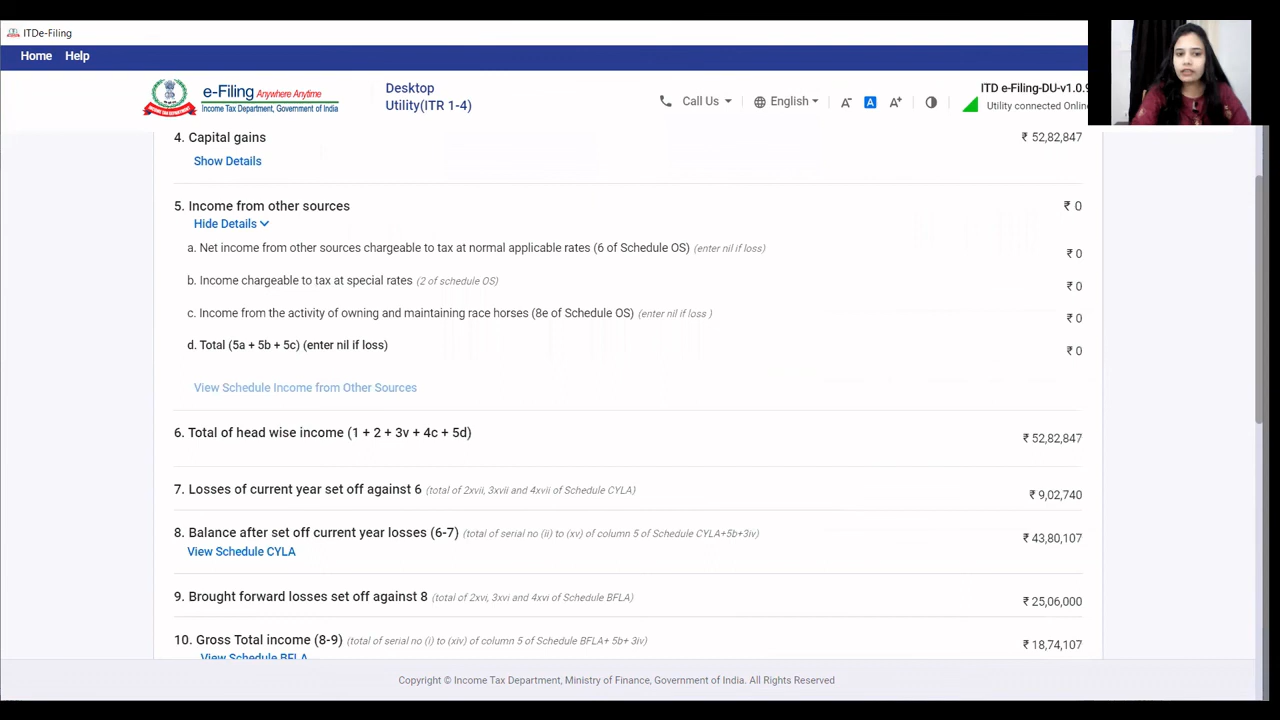 ITDe-Filing
Home Help
e-Filing Anywhere Anytime
Income Tax Department, Government of India
Desktop
Utility(ITR 1-4)
Call Us English A- A A+
ITD e-Filing-DU-v1.0.9
Utility connected Online
4. Capital gains ₹ 52,82,847
Show Details
5. Income from other sources ₹ 0
Hide Details
a. Net income from other sources chargeable to tax at normal applicable rates (6 of Schedule OS) (enter nil if loss) ₹ 0
b. Income chargeable to tax at special rates (2 of schedule OS) ₹ 0
c. Income from the activity of owning and maintaining race horses (8e of Schedule OS) (enter nil if loss ) ₹ 0
d. Total (5a + 5b + 5c) (enter nil if loss) ₹ 0
View Schedule Income from Other Sources
6. Total of head wise income (1 + 2 + 3v + 4c + 5d) ₹ 52,82,847
7. Losses of current year set off against 6 (total of 2xvii, 3xvii and 4xvii of Schedule CYLA) ₹ 9,02,740
8. Balance after set off current year losses (6-7) (total of serial no (ii) to (xv) of column 5 of Schedule CYLA+5b+3iv) ₹ 43,80,107
View Schedule CYLA
9. Brought forward losses set off against 8 (total of 2xvi, 3xvi and 4xvi of Schedule BFLA) ₹ 25,06,000
10. Gross Total income (8-9) (total of serial no (i) to (xiv) of column 5 of Schedule BFLA+ 5b+ 3iv) ₹ 18,74,107
View Schedule BFLA
Copyright © Income Tax Department, Ministry of Finance, Government of India. All Rights Reserved